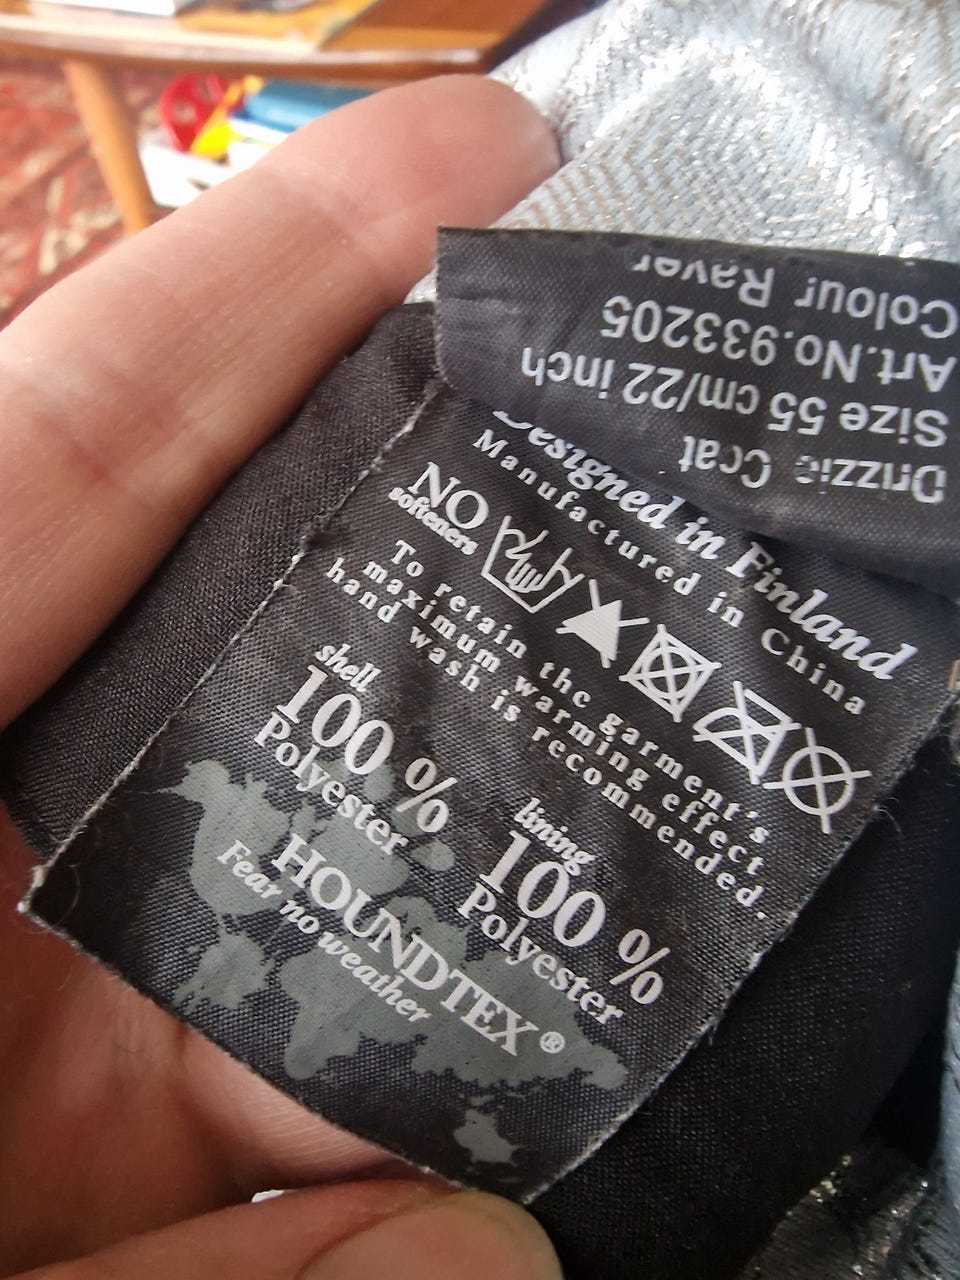 Drizzle Coat
Size 55 cm/22 inch
Art.No.933205
Colour Raver
Designed in Finland
Manufactured in China
NO
softeners
To retain the garment's
maximum warming effect
hand wash is recommended.
shell
100 %
Polyester
lining
100 %
Polyester
HOUNDTEX®
Fear no weather